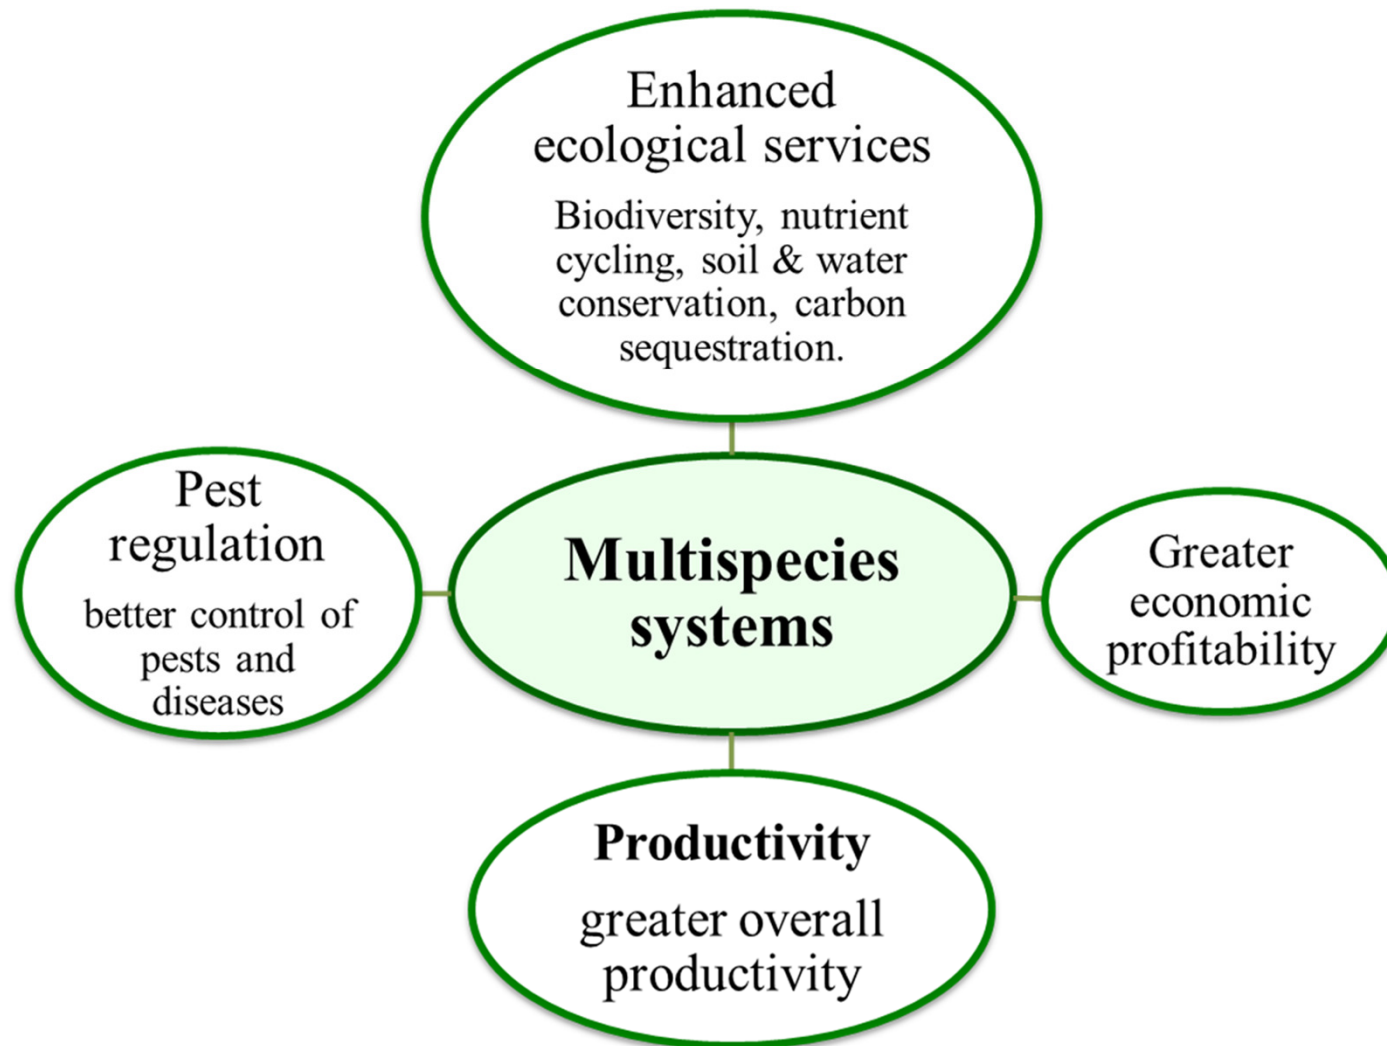 Enhanced
ecological services
Biodiversity, nutrient
cycling, soil & water
conservation, carbon
sequestration.
Pest
regulation
better control of
pests and
diseases
Multispecies
systems
Greater
economic
profitability
Productivity
greater overall
productivity